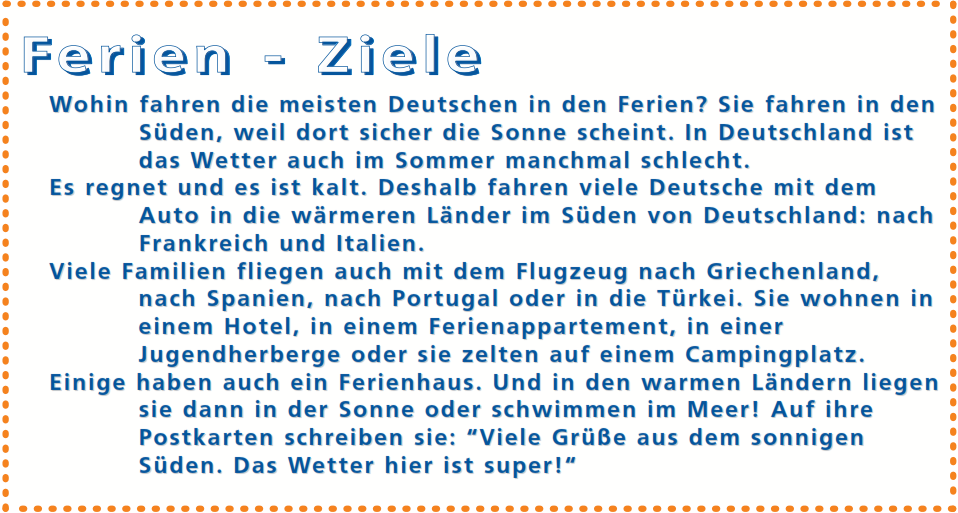 Ferien - Ziele
Wohin fahren die meisten Deutschen in den Ferien? Sie fahren in den
Süden, weil dort sicher die Sonne scheint. In Deutschland ist
das Wetter auch im Sommer manchmal schlecht.
Es regnet und es ist kalt. Deshalb fahren viele Deutsche mit dem
Auto in die wärmeren Länder im Süden von Deutschland: nach
Frankreich und Italien.
Viele Familien fliegen auch mit dem Flugzeug nach Griechenland,
nach Spanien, nach Portugal oder in die Türkei. Sie wohnen in
einem Hotel, in einem Ferienappartement, in einer
Jugendherberge oder sie zelten auf einem Campingplatz.
Einige haben auch ein Ferienhaus. Und in den warmen Ländern liegen
sie dann in der Sonne oder schwimmen im Meer! Auf ihre
Postkarten schreiben sie: “Viele Grüße aus dem sonnigen
Süden. Das Wetter hier ist super!“